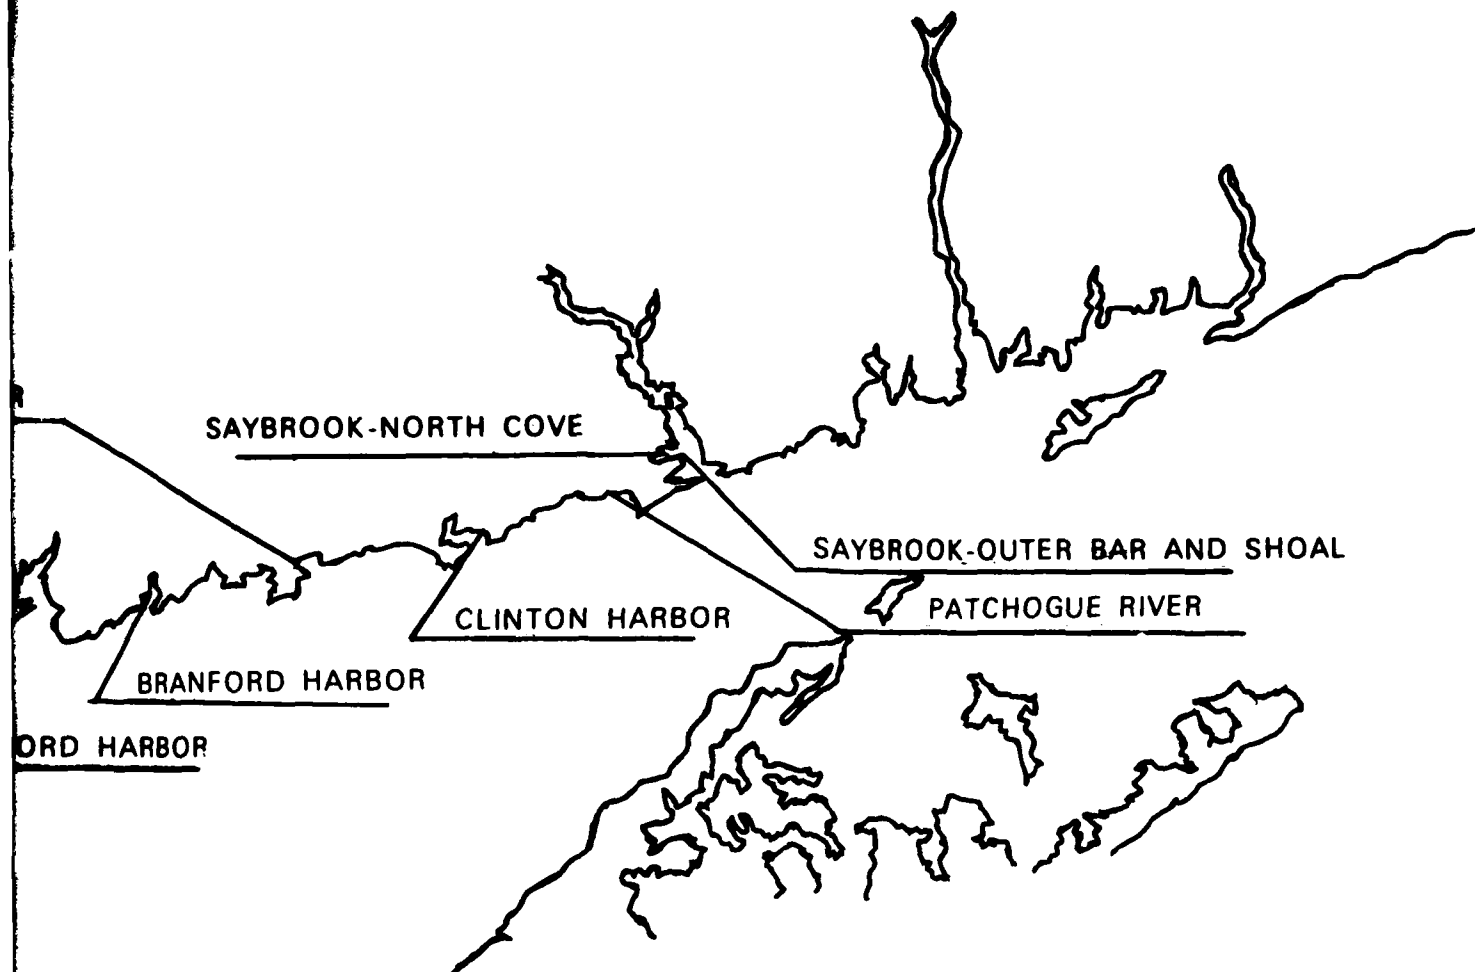 R
SAYBROOK-NORTH COVE
SAYBROOK-OUTER BAR AND SHOAL
CLINTON HARBOR
PATCHOGUE RIVER
BRANFORD HARBOR
ORD HARBOR